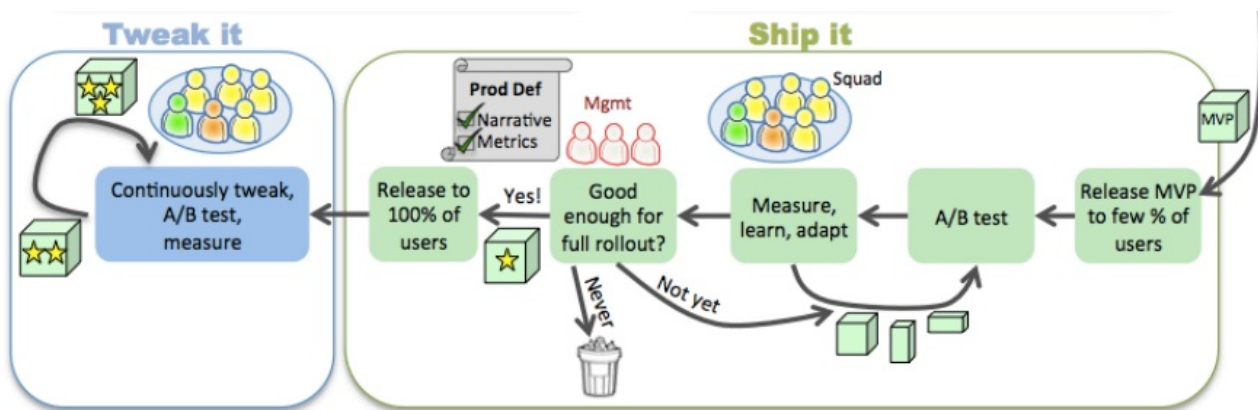 Tweak it
Continuously tweak,
A/B test,
measure
Ship it
Prod Def
Narrative
Metrics
Mgmt
Squad
MVP
Release to
100% of
users
Yes!
Good
enough for
full rollout?
Measure,
learn, adapt
A/B test
Release MVP
to few % of
users
Never
Not yet